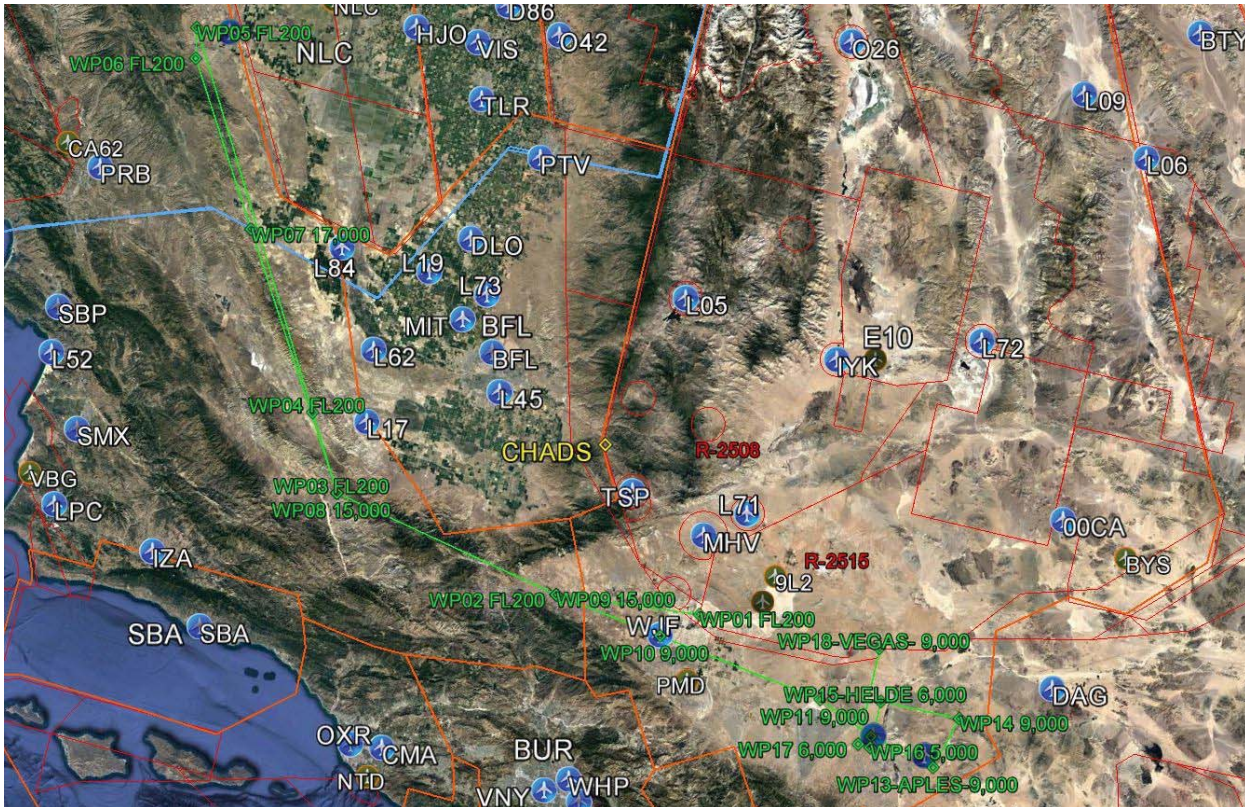 NLC
D86
WP05 FL200
NLC
HJO
VIS
O42
O26
BTY
WP06 FL200
TLR
L09
CA62
PRB
PTV
L06
WP07 17,000
DLO
L84
L19
L73
L05
SBP
MIT
BFL
E10
L52
L62
BFL
IYK
L72
L45
WP04 FL200
L17
SMX
CHADS
R-2508
VBG
WP03 FL200
TSP
LPC
WP08 15,000
L71
00CA
MHV
IZA
R-2515
BYS
9L2
WP02 FL200
WP09 15,000
WP01 FL200
SBA
SBA
WJF
WP18-VEGAS- 9,000
WP10 9,000
PMD
WP15-HELDE 6,000
DAG
WP11 9,000
WP14 9,000
OXR
CMA
BUR
WP17 6,000
WP16 5,000
NTD
WP13-APLES-9,000
VNY
WHP